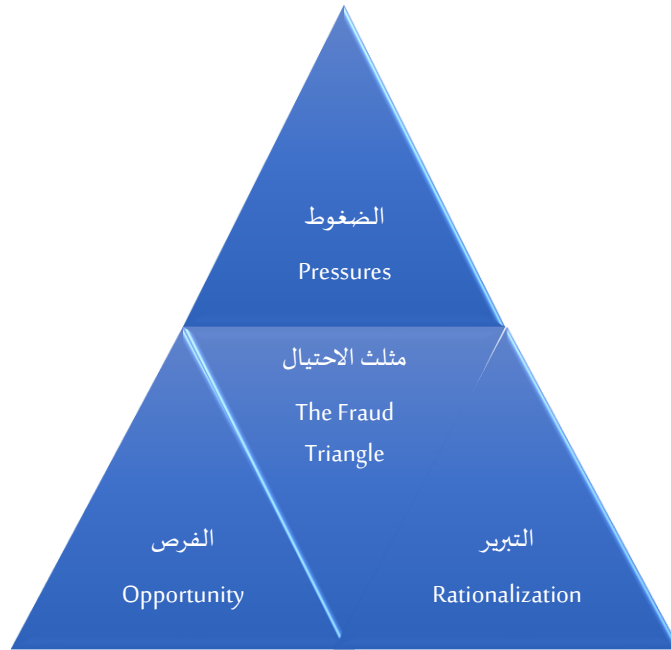 الضغوط
Pressures
مثلث الاحتيال
The Fraud
Triangle
الفرص
Opportunity
التبرير
Rationalization